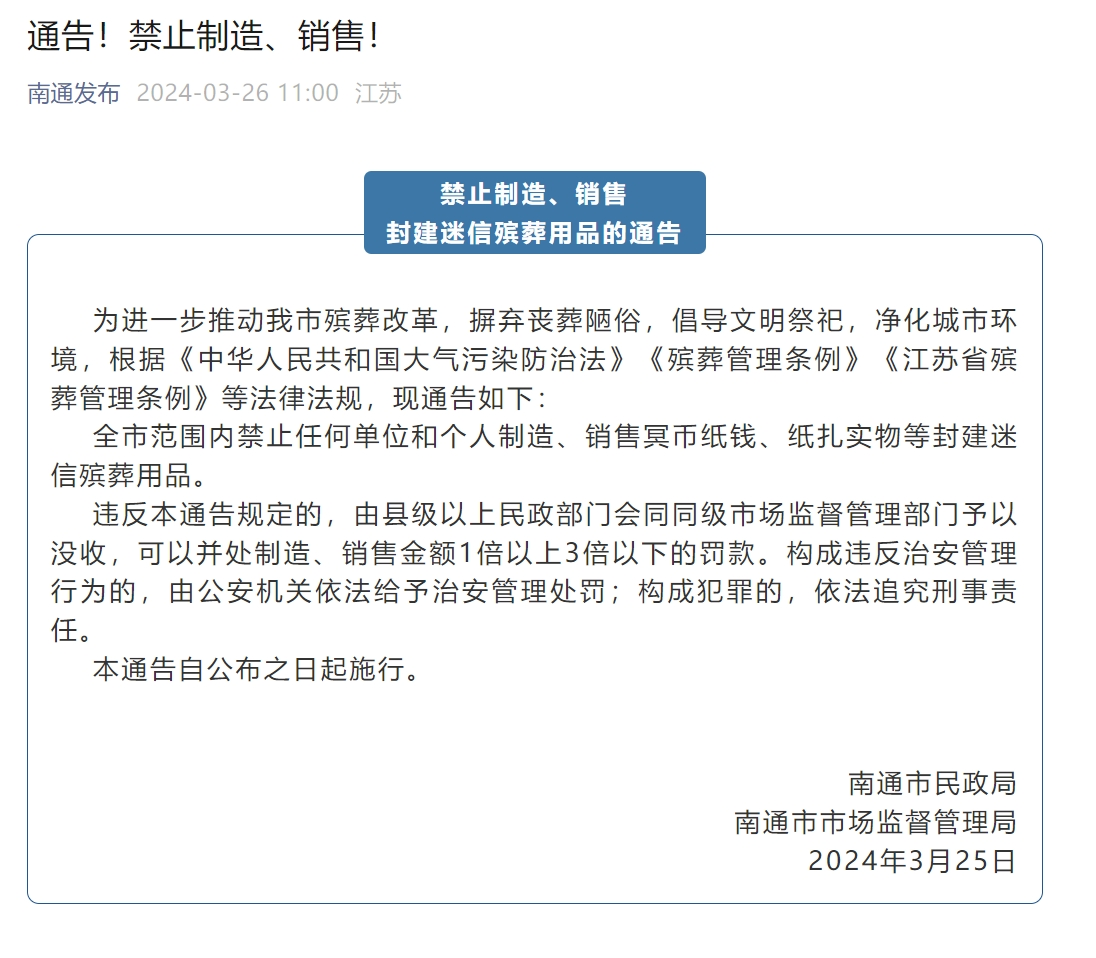 通告！禁止制造、销售！
南通发布 2024-03-26 11:00 江苏
禁止制造、销售
封建迷信殡葬用品的通告
为进一步推动我市殡葬改革，摒弃丧葬陋俗，倡导文明祭祀，净化城市环
境，根据《中华人民共和国大气污染防治法》《殡葬管理条例》《江苏省殡
葬管理条例》等法律法规，现通告如下：
全市范围内禁止任何单位和个人制造、销售冥币纸钱、纸扎实物等封建迷
信殡葬用品。
违反本通告规定的，由县级以上民政部门会同同级市场监督管理部门予以
没收，可以并处制造、销售金额1倍以上3倍以下的罚款。构成违反治安管理
行为的，由公安机关依法给予治安管理处罚；构成犯罪的，依法追究刑事责
任。
本通告自公布之日起施行。
南通市民政局
南通市市场监督管理局
2024年3月25日